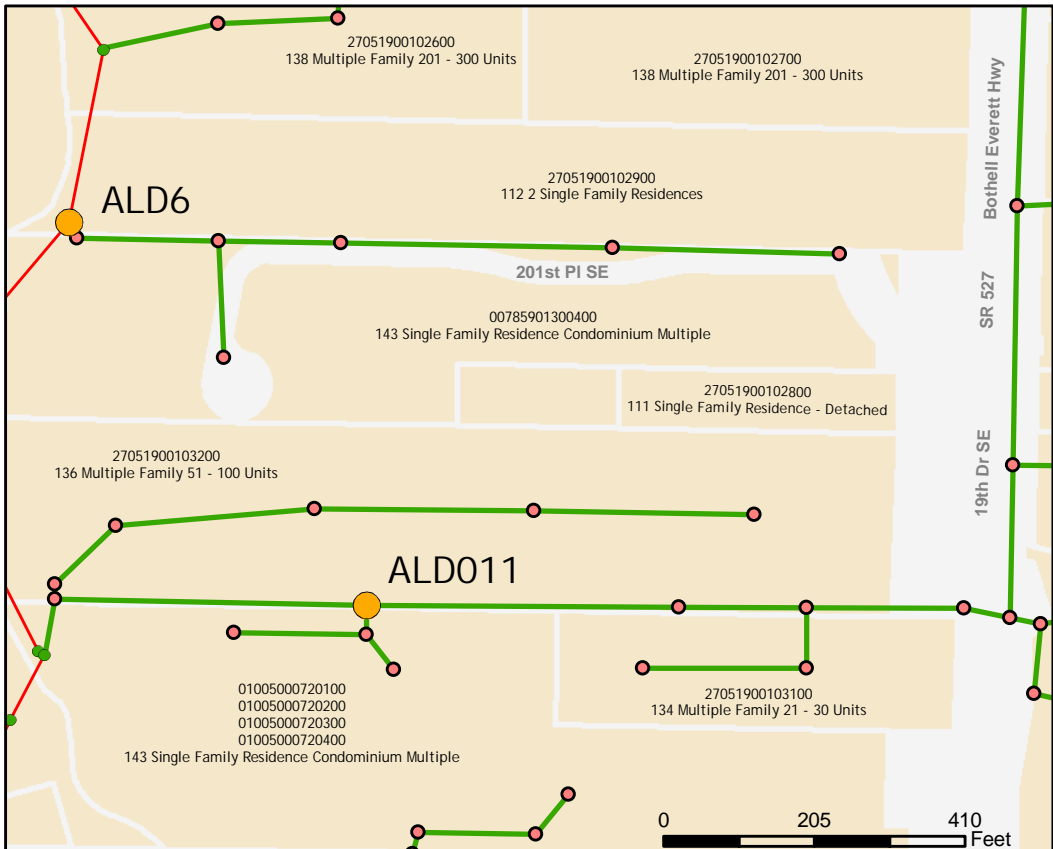 27051900102600
138 Multiple Family 201 - 300 Units
27051900102700
138 Multiple Family 201 - 300 Units
Bothell Everett Hwy
27051900102900
112 2 Single Family Residences
ALD6
201st Pl SE
SR 527
00785901300400
143 Single Family Residence Condominium Multiple
27051900102800
111 Single Family Residence - Detached
19th Dr SE
27051900103200
136 Multiple Family 51 - 100 Units
ALD011
01005000720100
01005000720200
01005000720300
01005000720400
143 Single Family Residence Condominium Multiple
27051900103100
134 Multiple Family 21 - 30 Units
0 205 410
Feet